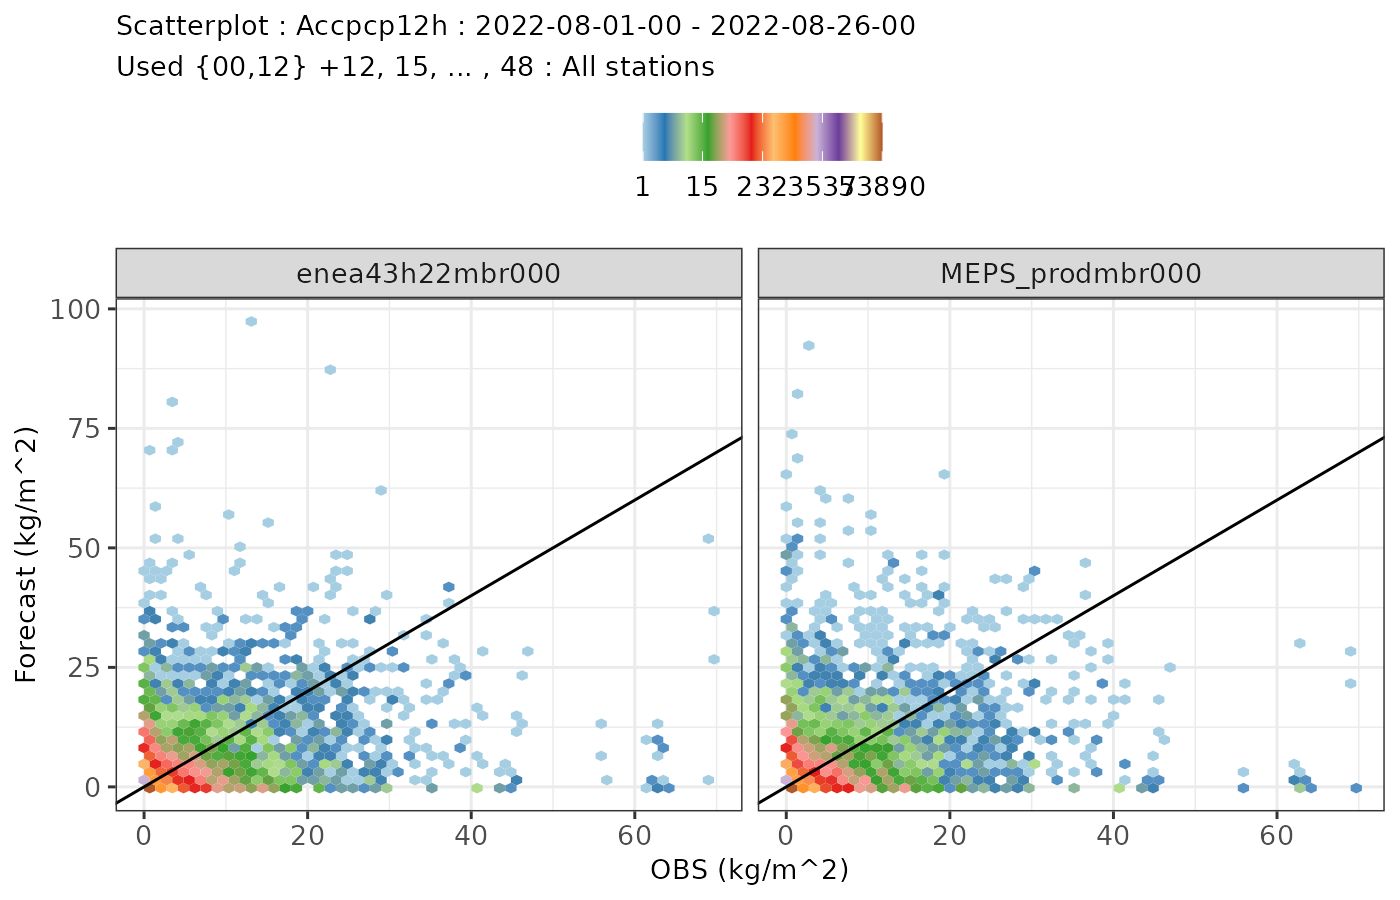 Scatterplot : Accpcp12h : 2022-08-01-00 - 2022-08-26-00
Used {00,12} +12, 15, ... , 48 : All stations
1 15
enea43h22mbr000 MEPS_prodmbr000
100
75
50
25
0
Forecast (kg/m^2)
0 20 40 60 0 20 40 60
OBS (kg/m^2)